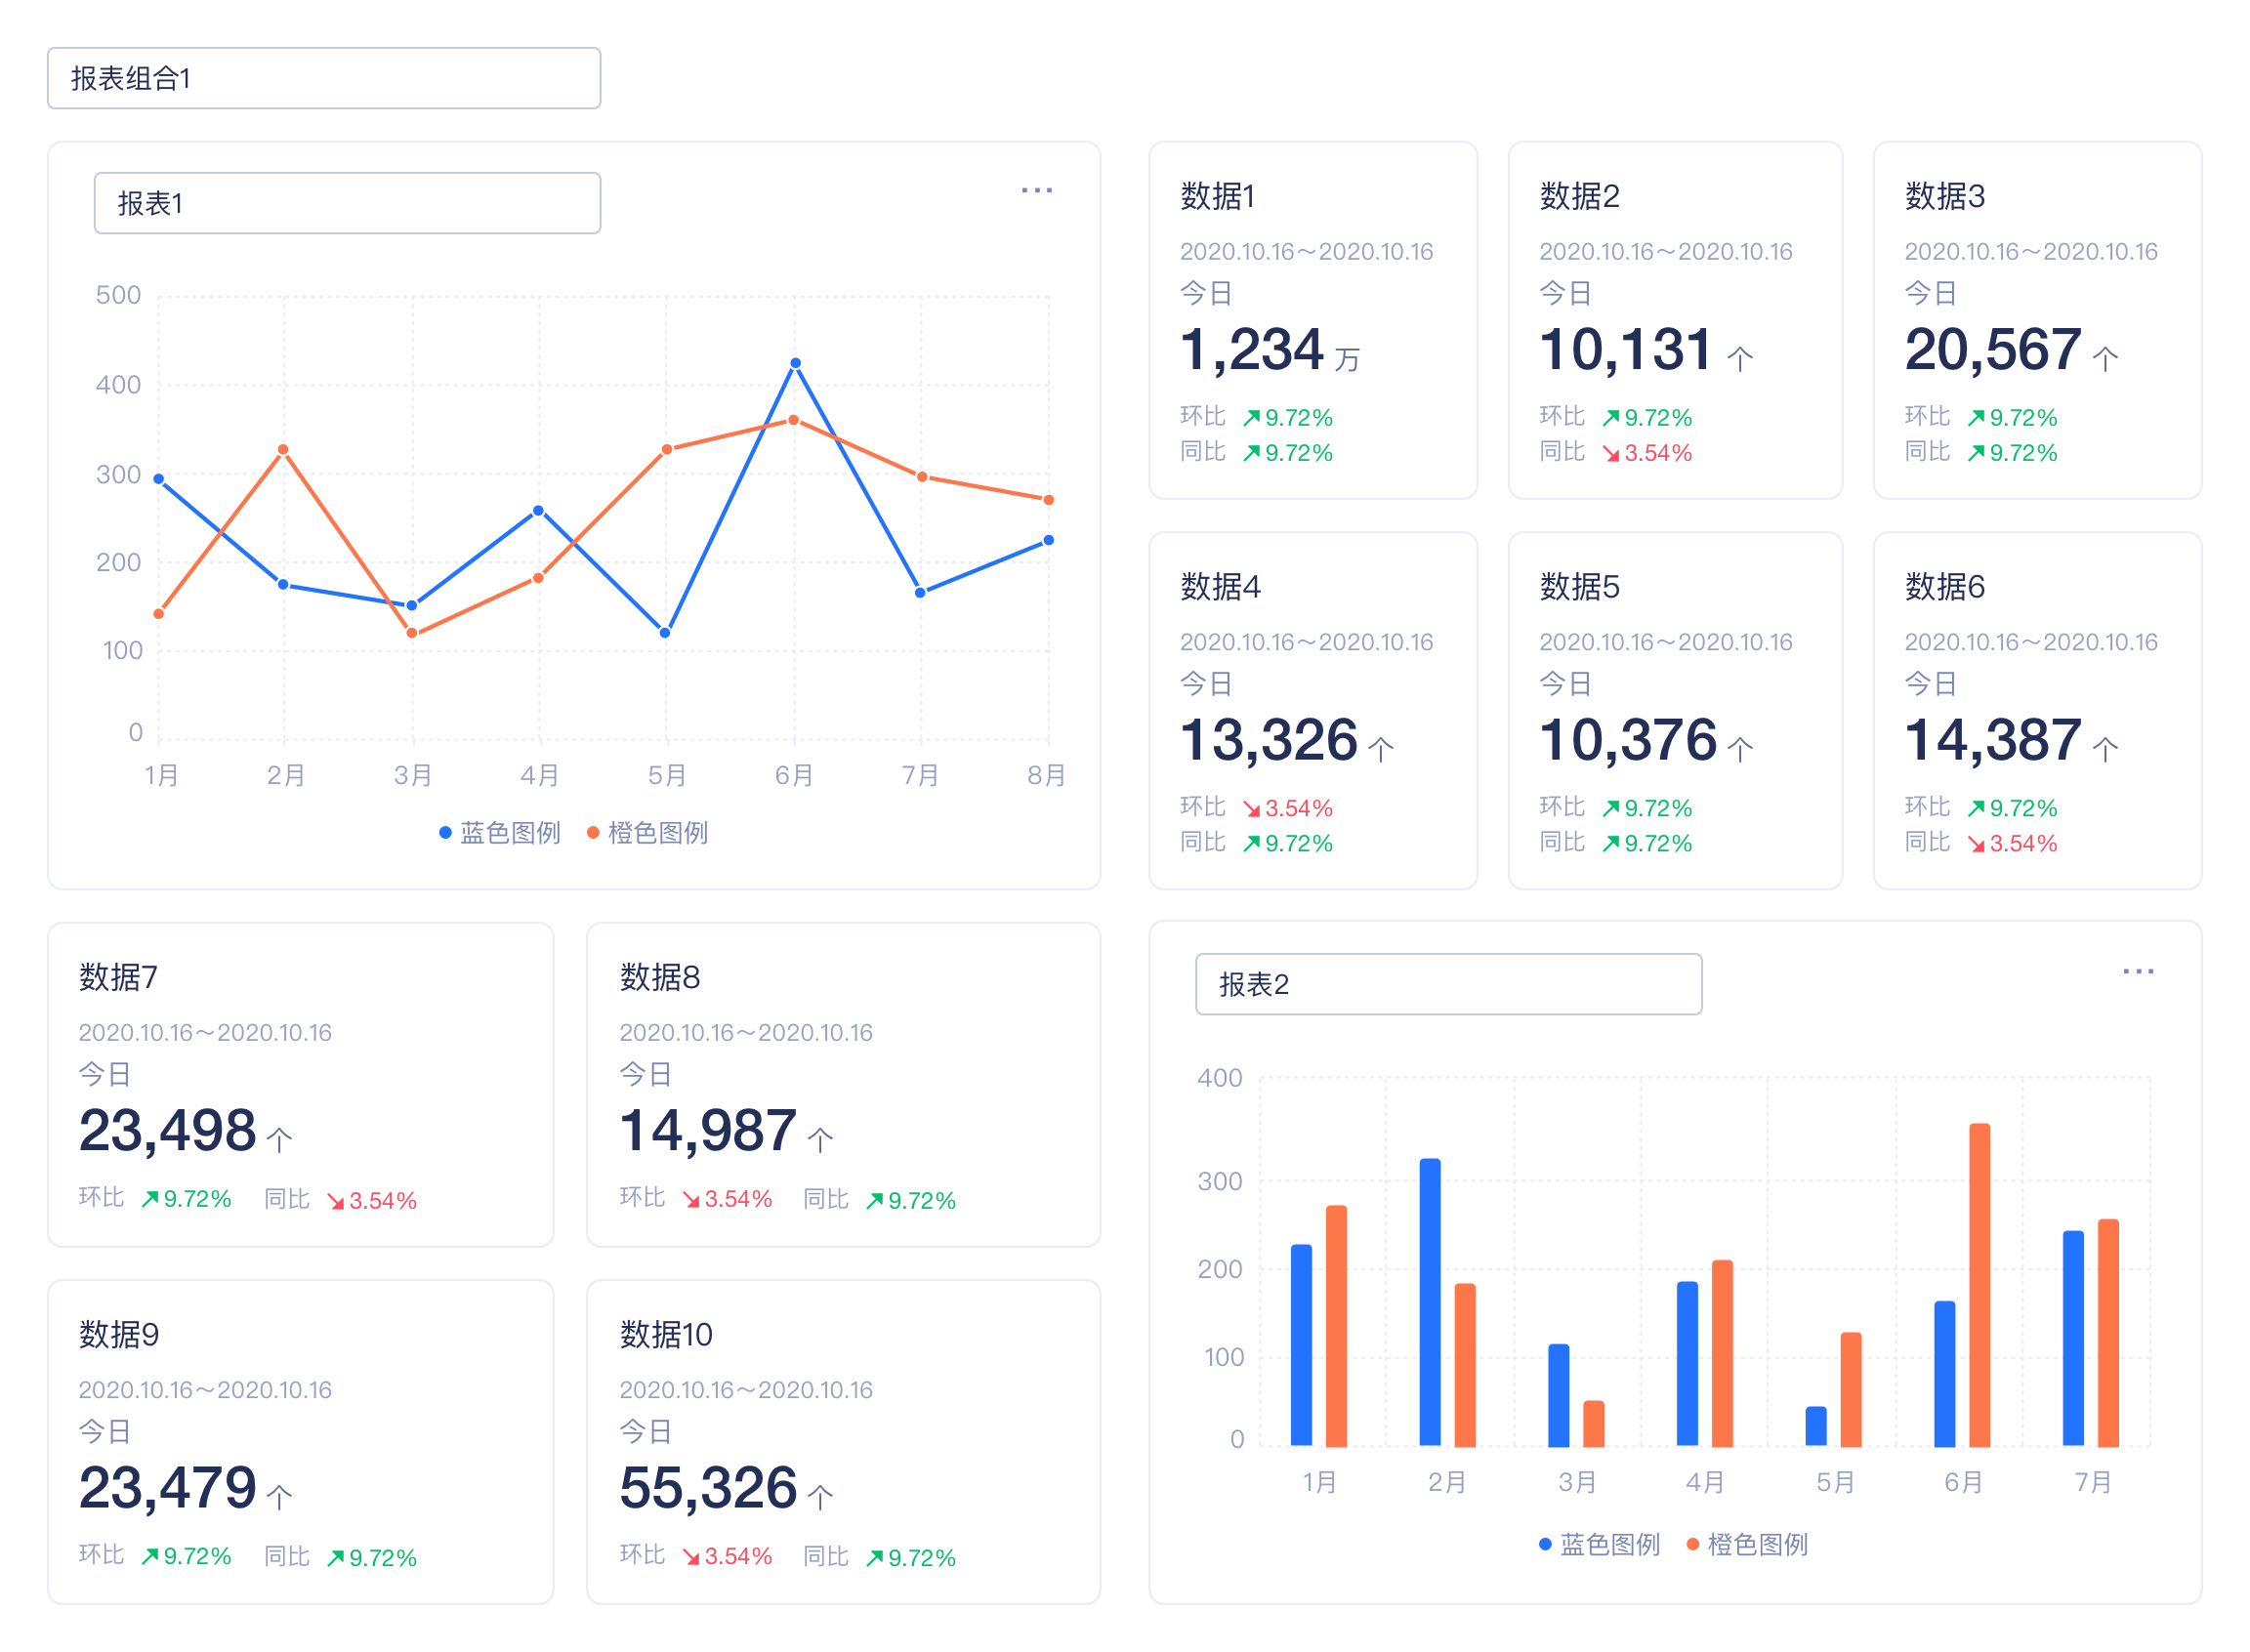 报表组合1
报表1
500
400
300
200
100
0
1月 2月 3月 4月 5月 6月 7月 8月
蓝色图例 橙色图例
数据1
2020.10.16～2020.10.16
今日
1,234 万
环比 9.72%
同比 9.72%
数据2
2020.10.16～2020.10.16
今日
10,131 个
环比 9.72%
同比 3.54%
数据3
2020.10.16～2020.10.16
今日
20,567 个
环比 9.72%
同比 9.72%
数据4
2020.10.16～2020.10.16
今日
13,326 个
环比 3.54%
同比 9.72%
数据5
2020.10.16～2020.10.16
今日
10,376 个
环比 9.72%
同比 9.72%
数据6
2020.10.16～2020.10.16
今日
14,387 个
环比 9.72%
同比 3.54%
数据7
2020.10.16～2020.10.16
今日
23,498 个
环比 9.72% 同比 3.54%
数据8
2020.10.16～2020.10.16
今日
14,987 个
环比 3.54% 同比 9.72%
数据9
2020.10.16～2020.10.16
今日
23,479 个
环比 9.72% 同比 9.72%
数据10
2020.10.16～2020.10.16
今日
55,326 个
环比 3.54% 同比 9.72%
报表2
400
300
200
100
0
1月 2月 3月 4月 5月 6月 7月
蓝色图例 橙色图例